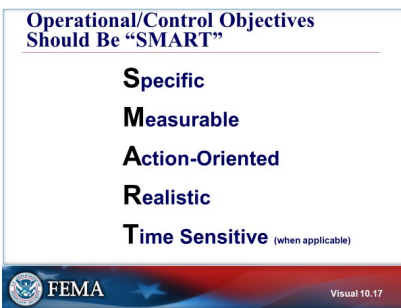 Operational/Control Objectives
Should Be “SMART”
Specific
Measurable
Action-Oriented
Realistic
Time Sensitive (when applicable)
FEMA
Visual 10.17